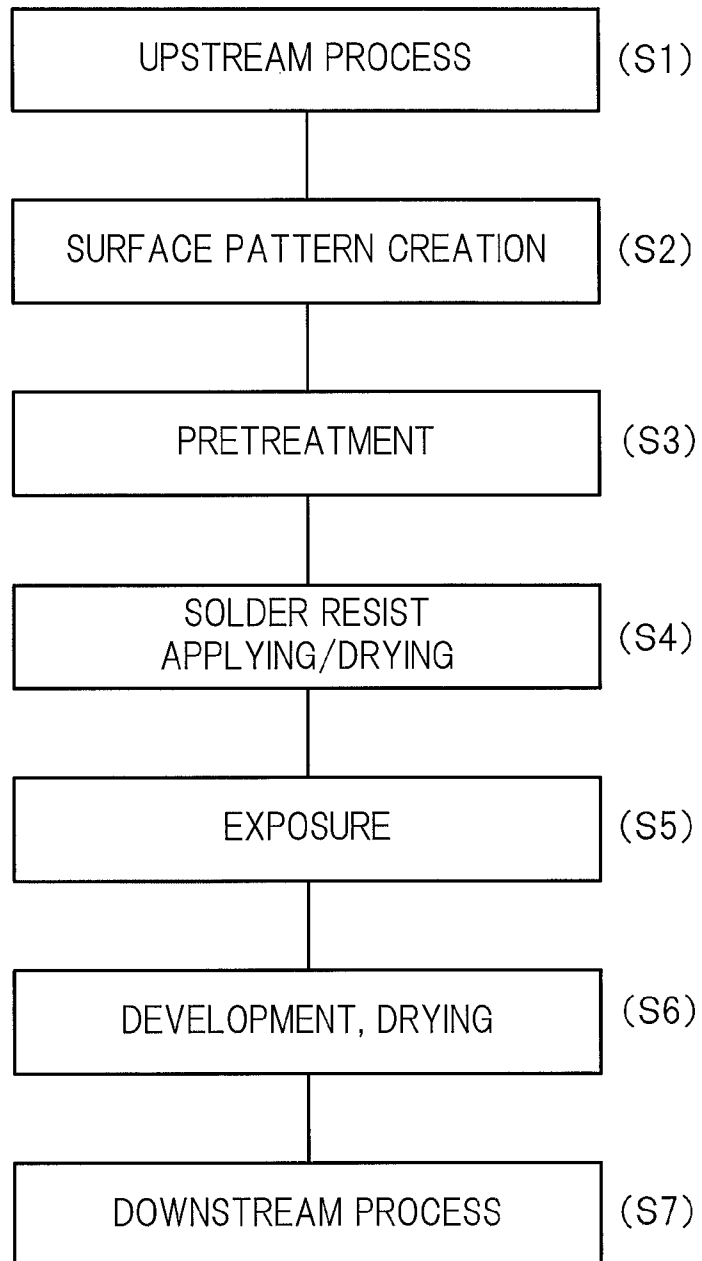 UPSTREAM PROCESS (S1)
SURFACE PATTERN CREATION (S2)
PRETREATMENT (S3)
SOLDER RESIST
APPLYING/DRYING (S4)
EXPOSURE (S5)
DEVELOPMENT, DRYING (S6)
DOWNSTREAM PROCESS (S7)